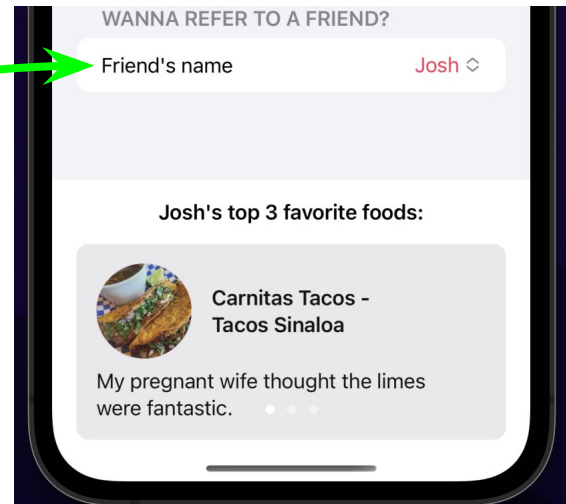 WANNA REFER TO A FRIEND?
Friend's name Josh
Josh's top 3 favorite foods:
Carnitas Tacos -
Tacos Sinaloa
My pregnant wife thought the limes
were fantastic.